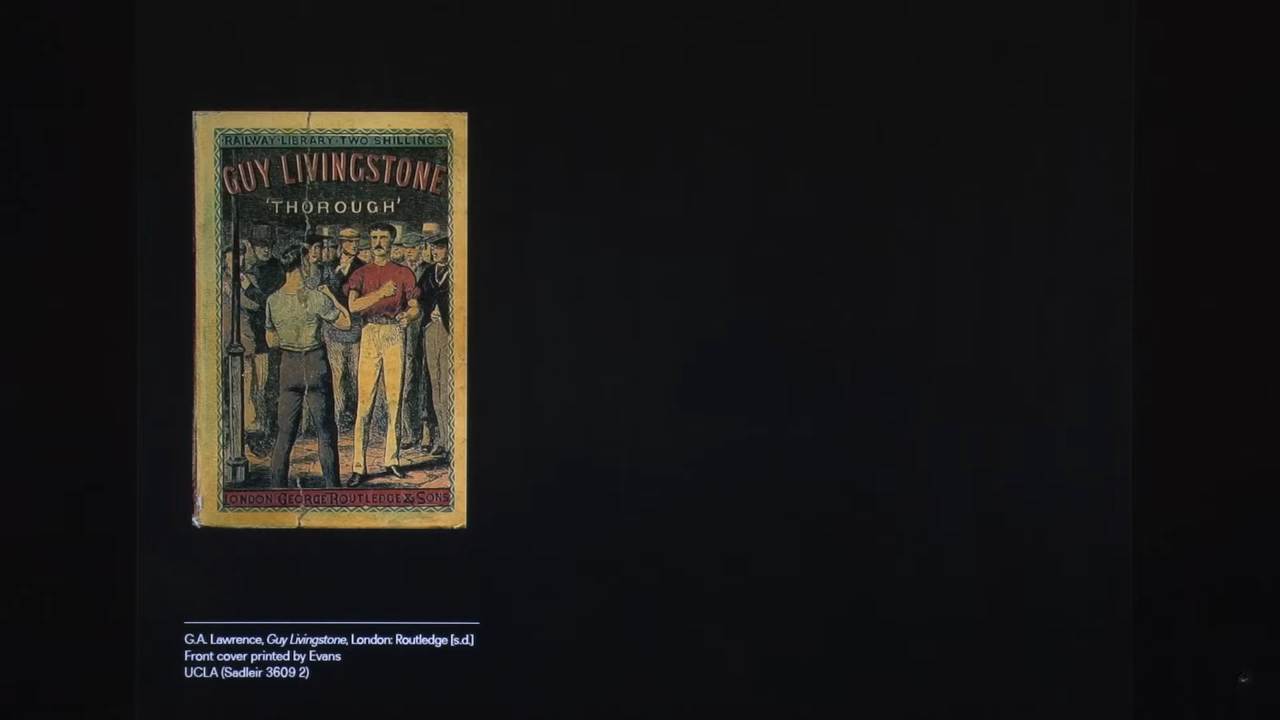 RAILWAY·LIBRARY·TWO SHILLINGS
GUY LIVINGSTONE
'THOROUGH'
LONDON GEORGE ROUTLEDGE & SONS
G.A. Lawrence, Guy Livingstone, London: Routledge [s.d.]
Front cover printed by Evans
UCLA (Sadleir 3609 2)